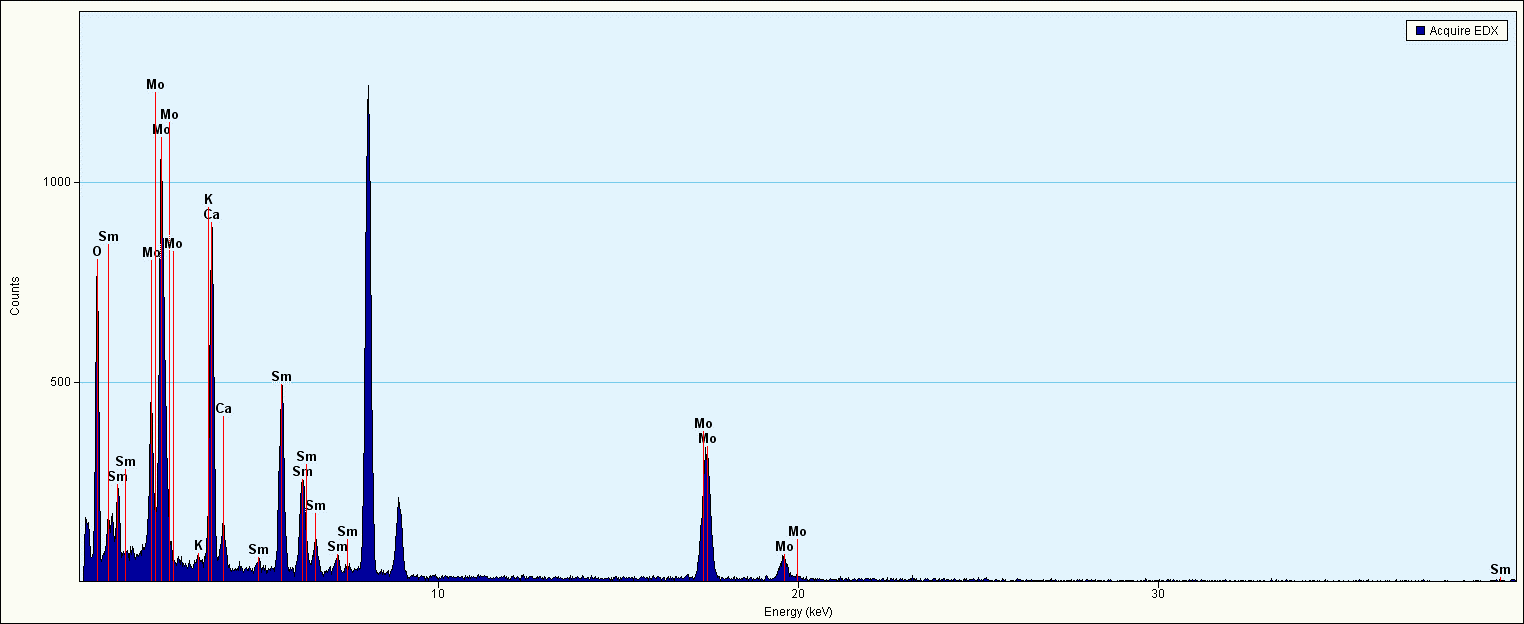 Acquire EDX
Mo
Mo
Mo
K
Ca
Sm
O
Mo
Mo
Sm
Ca
Mo
Mo
Sm
Sm
Sm
Sm
Sm
Sm
Sm
K
Sm
Mo
Mo
Sm
1000
500
Counts
10
20
30
Energy (keV)